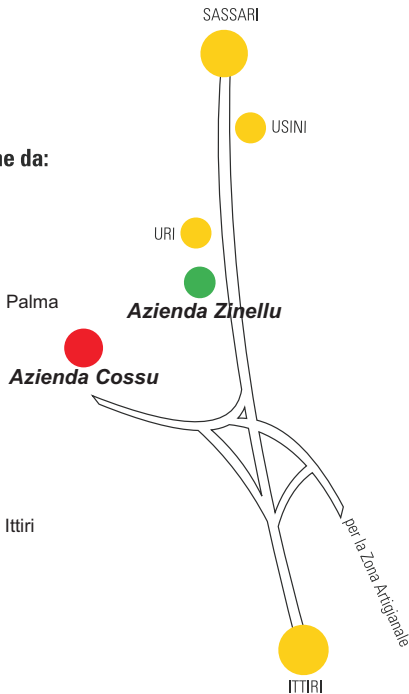 SASSARI
USINI
ne da:
URI
Palma
Azienda Zinellu
Azienda Cossu
Ittiri
per la Zona Artigianale
ITTIRI